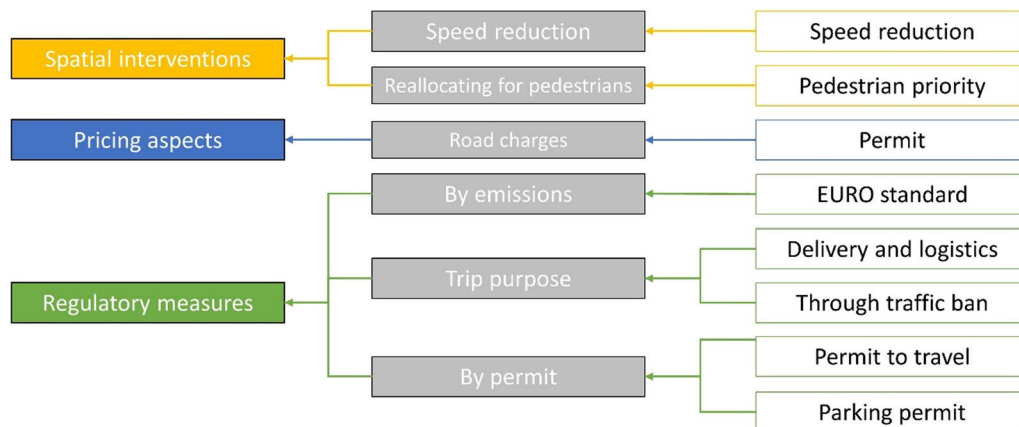 Spatial interventions
Speed reduction
Speed reduction
Reallocating for pedestrians
Pedestrian priority
Pricing aspects
Road charges
Permit
Regulatory measures
By emissions
EURO standard
Trip purpose
Delivery and logistics
Through traffic ban
By permit
Permit to travel
Parking permit